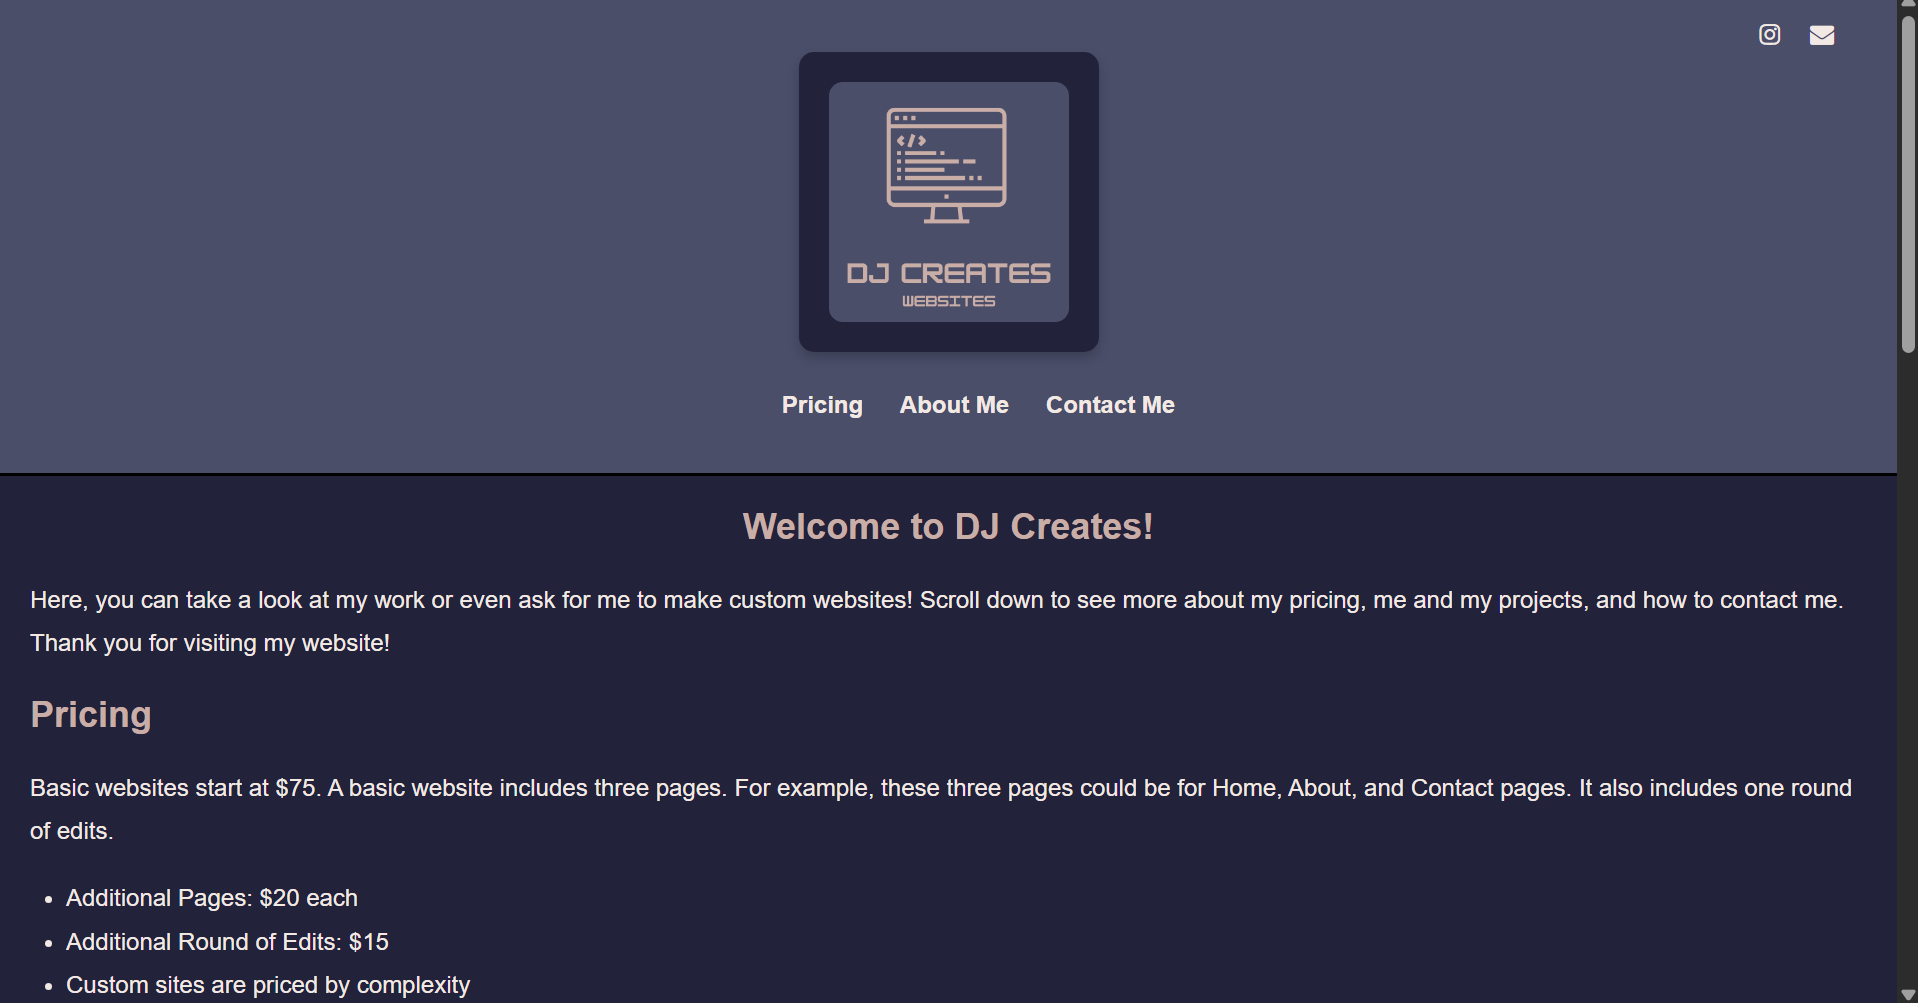 </>
DJ CREATES
WEBSITES
Pricing About Me Contact Me
Welcome to DJ Creates!
Here, you can take a look at my work or even ask for me to make custom websites! Scroll down to see more about my pricing, me and my projects, and how to contact me.
Thank you for visiting my website!
Pricing
Basic websites start at $75. A basic website includes three pages. For example, these three pages could be for Home, About, and Contact pages. It also includes one round
of edits.
• Additional Pages: $20 each
• Additional Round of Edits: $15
• Custom sites are priced by complexity